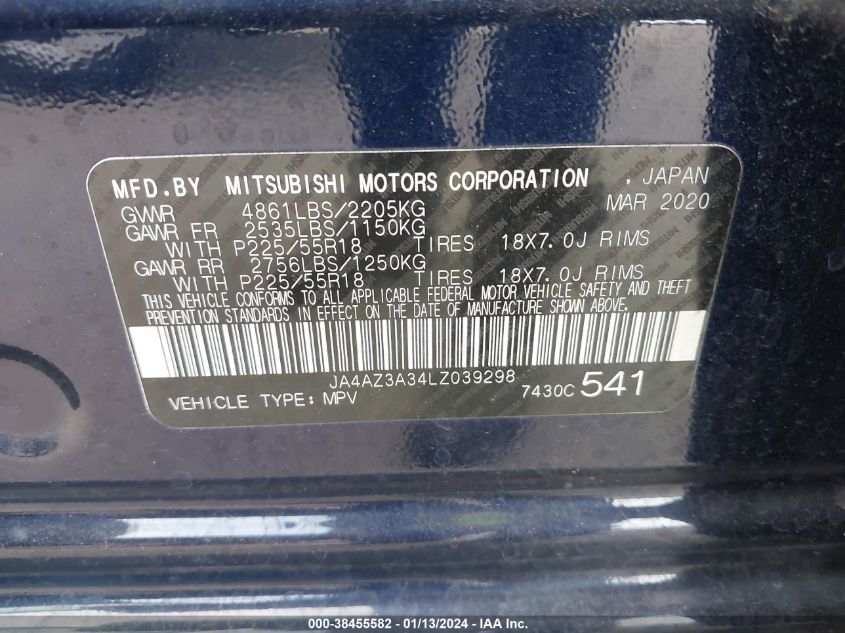 MFD.BY MITSUBISHI MOTORS CORPORATION , JAPAN
GVWR 4861LBS/2205KG MAR 2020
GAWR FR 2535LBS/1150KG
WITH P225/55R18 TIRES 18X7.0J RIMS
GAWR RR 2756LBS/1250KG
WITH P225/55R18 TIRES 18X7.0J RIMS
THIS VEHICLE CONFORMS TO ALL APPLICABLE FEDERAL MOTOR VEHICLE SAFETY AND THEFT
PREVENTION STANDARDS IN EFFECT ON THE DATE OF MANUFACTURE SHOWN ABOVE.
JA4AZ3A34LZ039298
VEHICLE TYPE: MPV 7430C 541
000-38455582 - 01/13/2024 - IAA Inc.